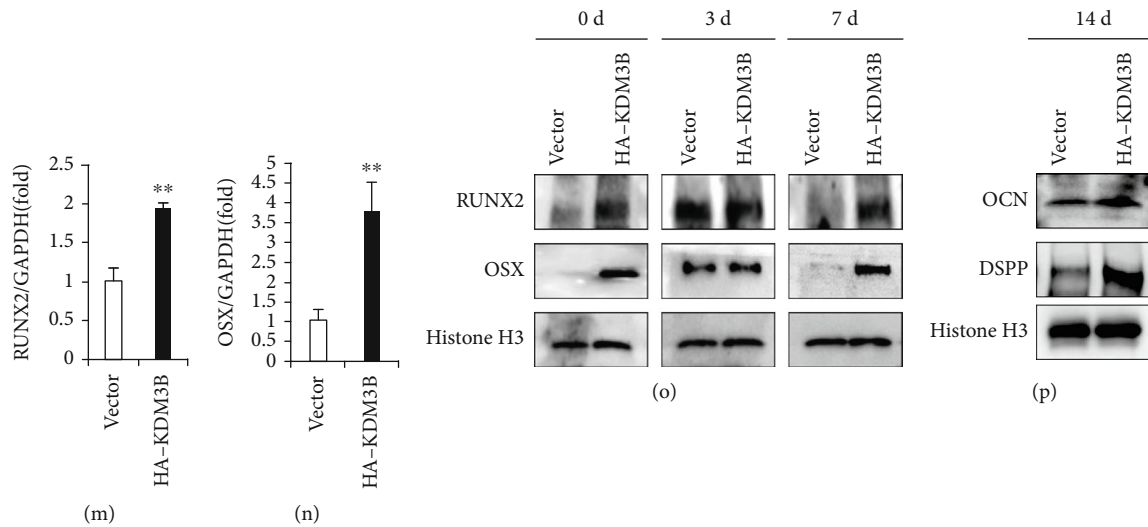 RUNX2/GAPDH(fold)
2.5
2
1.5
1
0.5
0
**
Vector
HA–KDM3B
(m)
OSX/GAPDH(fold)
5
4.5
4
3.5
3
2.5
2
1.5
1
0.5
0
**
Vector
HA–KDM3B
(n)
0 d
3 d
7 d
Vector
HA–KDM3B
Vector
HA–KDM3B
Vector
HA–KDM3B
RUNX2
OSX
Histone H3
(o)
14 d
Vector
HA–KDM3B
OCN
DSPP
Histone H3
(p)